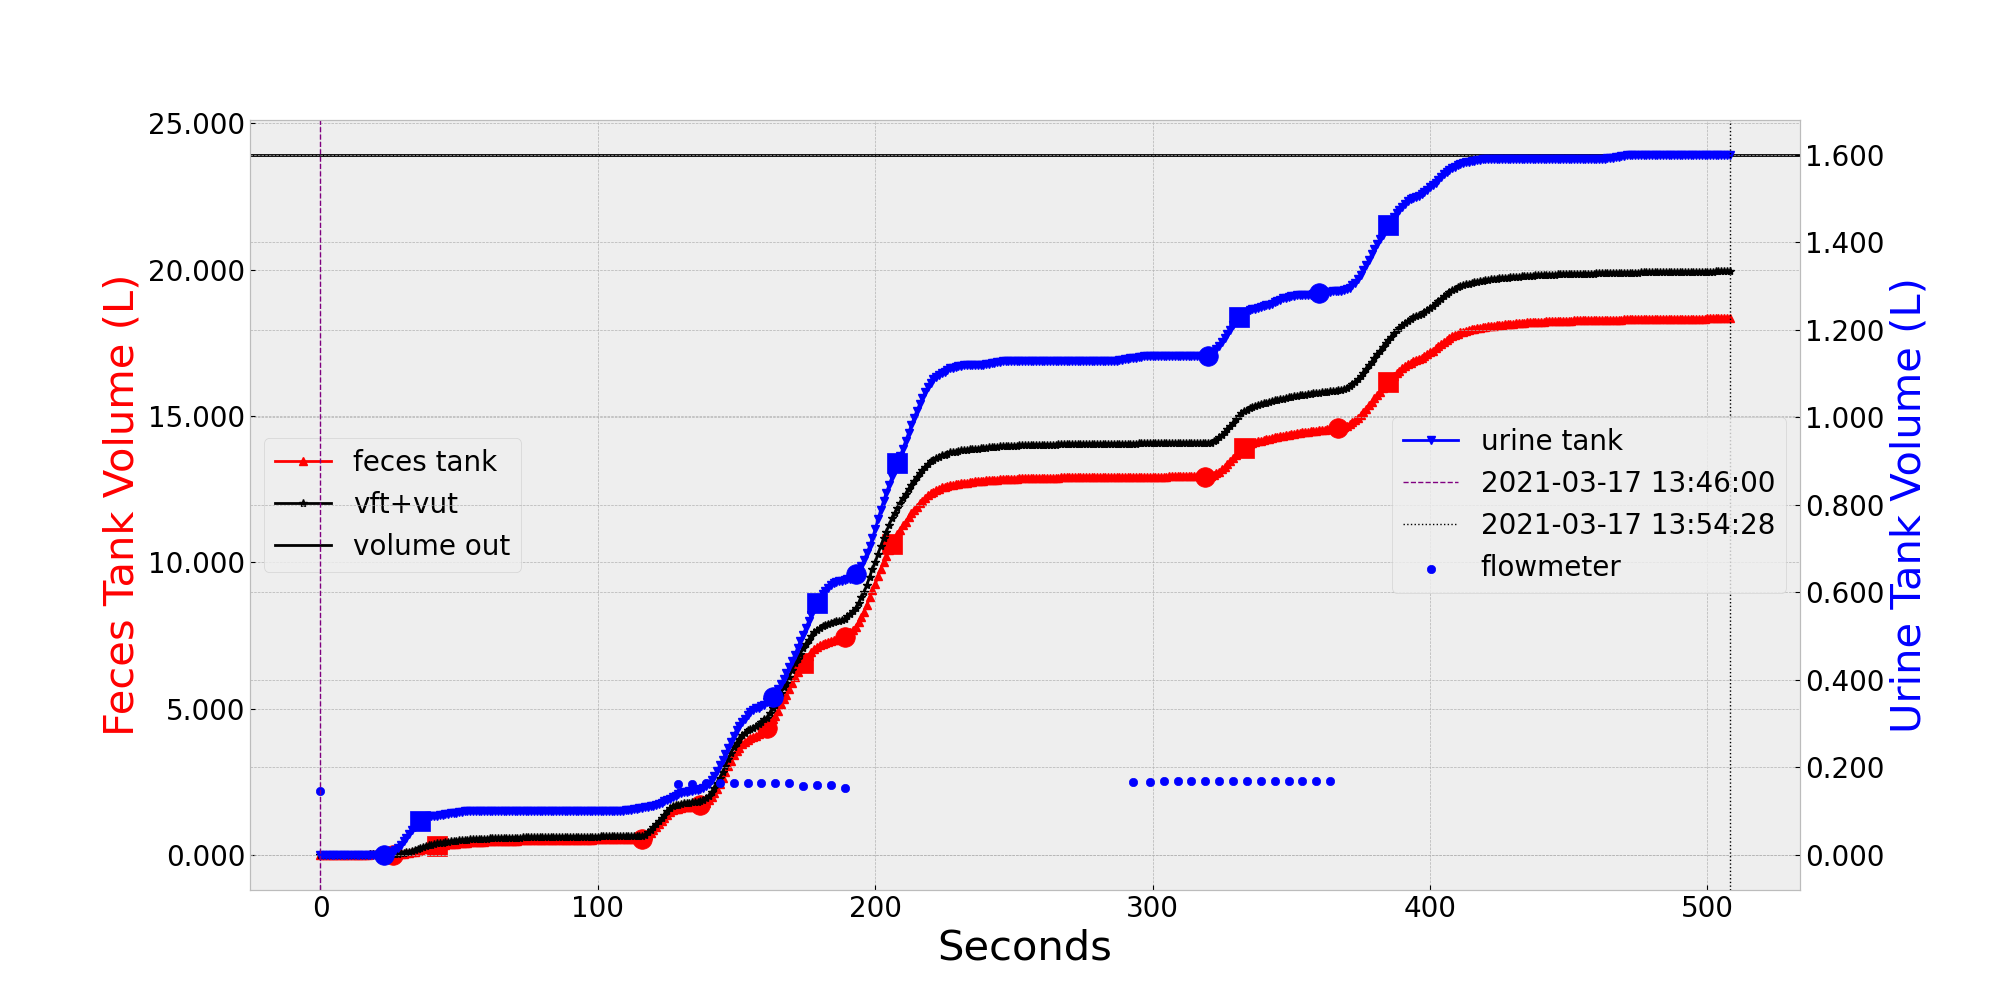 25.000
20.000
15.000
10.000
5.000
0.000
Feces Tank Volume (L)
feces tank
vft+vut
volume out
1.600
1.400
1.200
1.000
0.800
0.600
0.400
0.200
0.000
Urine Tank Volume (L)
urine tank
2021-03-17 13:46:00
2021-03-17 13:54:28
flowmeter
0 100 200 300 400 500
Seconds